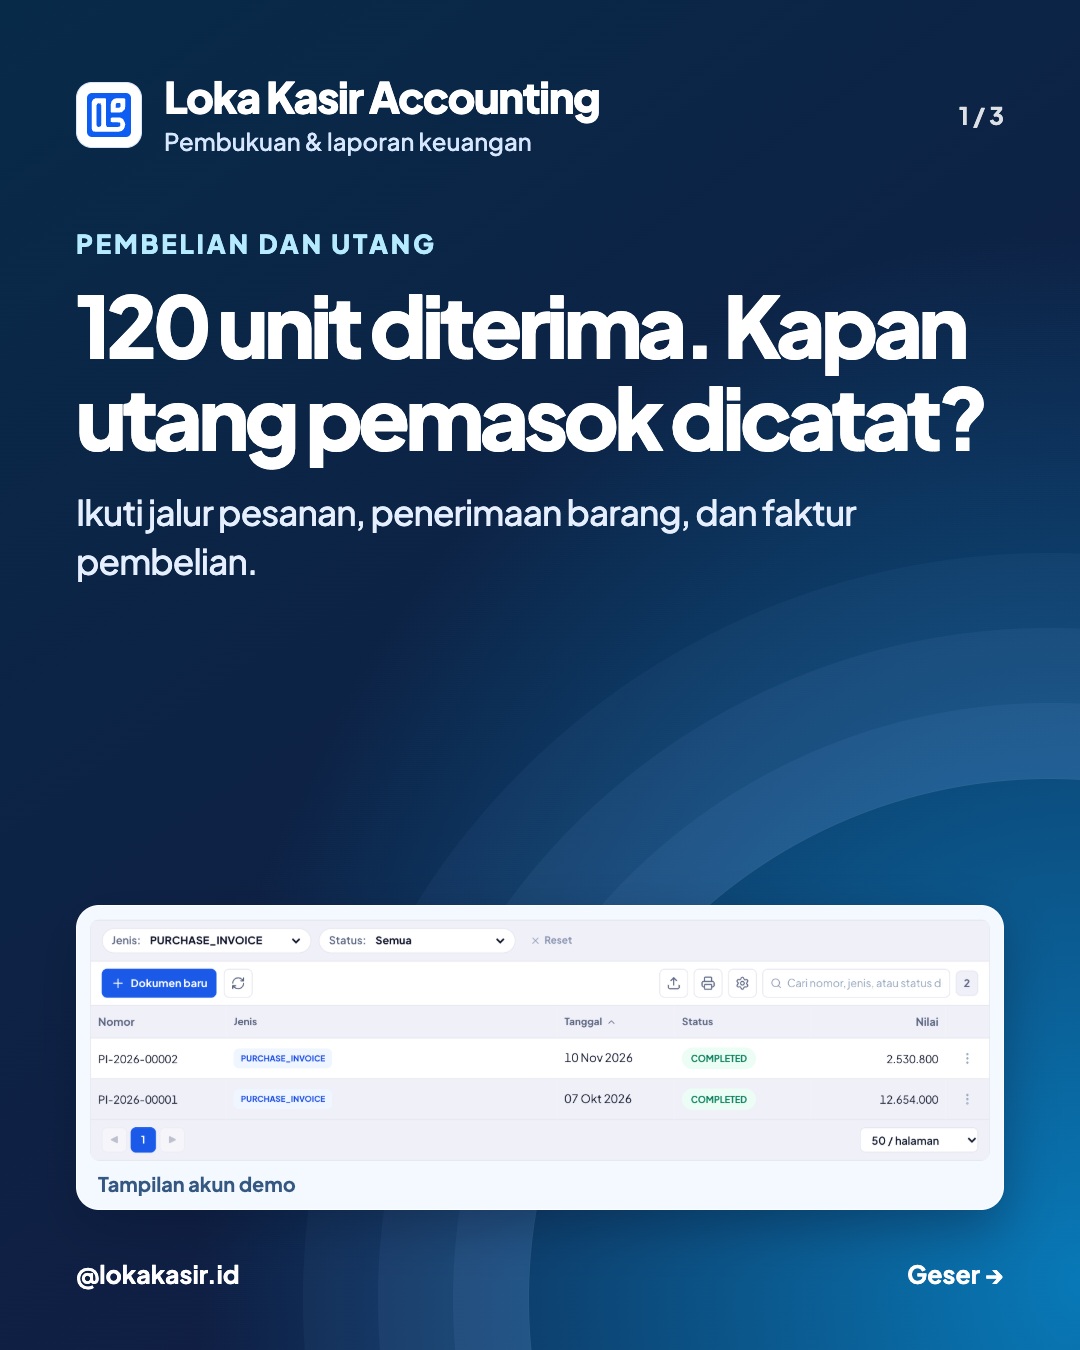 Loka Kasir Accounting
Pembukuan & laporan keuangan
1 / 3
PEMBELIAN DAN UTANG
120 unit diterima. Kapan
utang pemasok dicatat?
Ikuti jalur pesanan, penerimaan barang, dan faktur
pembelian.
Jenis: PURCHASE_INVOICE Status: Semua × Reset
+ Dokumen baru Cari nomor, jenis, atau status d 2
Nomor Jenis Tanggal Status Nilai
PI-2026-00002 PURCHASE_INVOICE 10 Nov 2026 COMPLETED 2.530.800
PI-2026-00001 PURCHASE_INVOICE 07 Okt 2026 COMPLETED 12.654.000
1 50 / halaman
Tampilan akun demo
@lokakasir.id Geser →